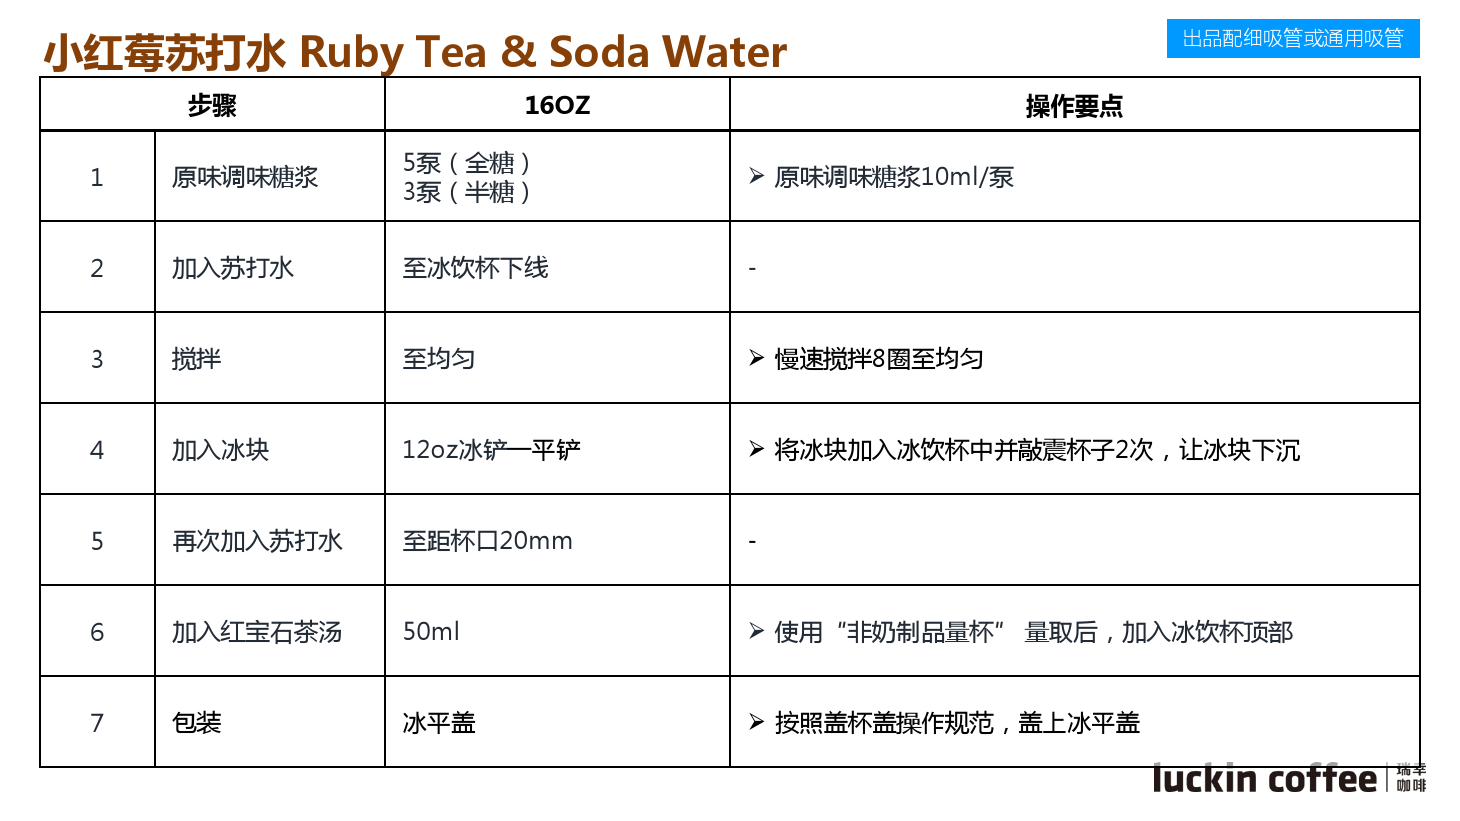 小红莓苏打水 Ruby Tea & Soda Water
出品配细吸管或通用吸管
步骤 16OZ 操作要点
1 原味调味糖浆 5泵（全糖） ➢ 原味调味糖浆10ml/泵
3泵（半糖）
2 加入苏打水 至冰饮杯下线 -
3 搅拌 至均匀 ➢ 慢速搅拌8圈至均匀
4 加入冰块 12oz冰铲一平铲 ➢ 将冰块加入冰饮杯中并敲震杯子2次，让冰块下沉
5 再次加入苏打水 至距杯口20mm -
6 加入红宝石茶汤 50ml ➢ 使用“非奶制品量杯” 量取后，加入冰饮杯顶部
7 包装 冰平盖 ➢ 按照盖杯盖操作规范，盖上冰平盖
luckin coffee 瑞幸
咖啡